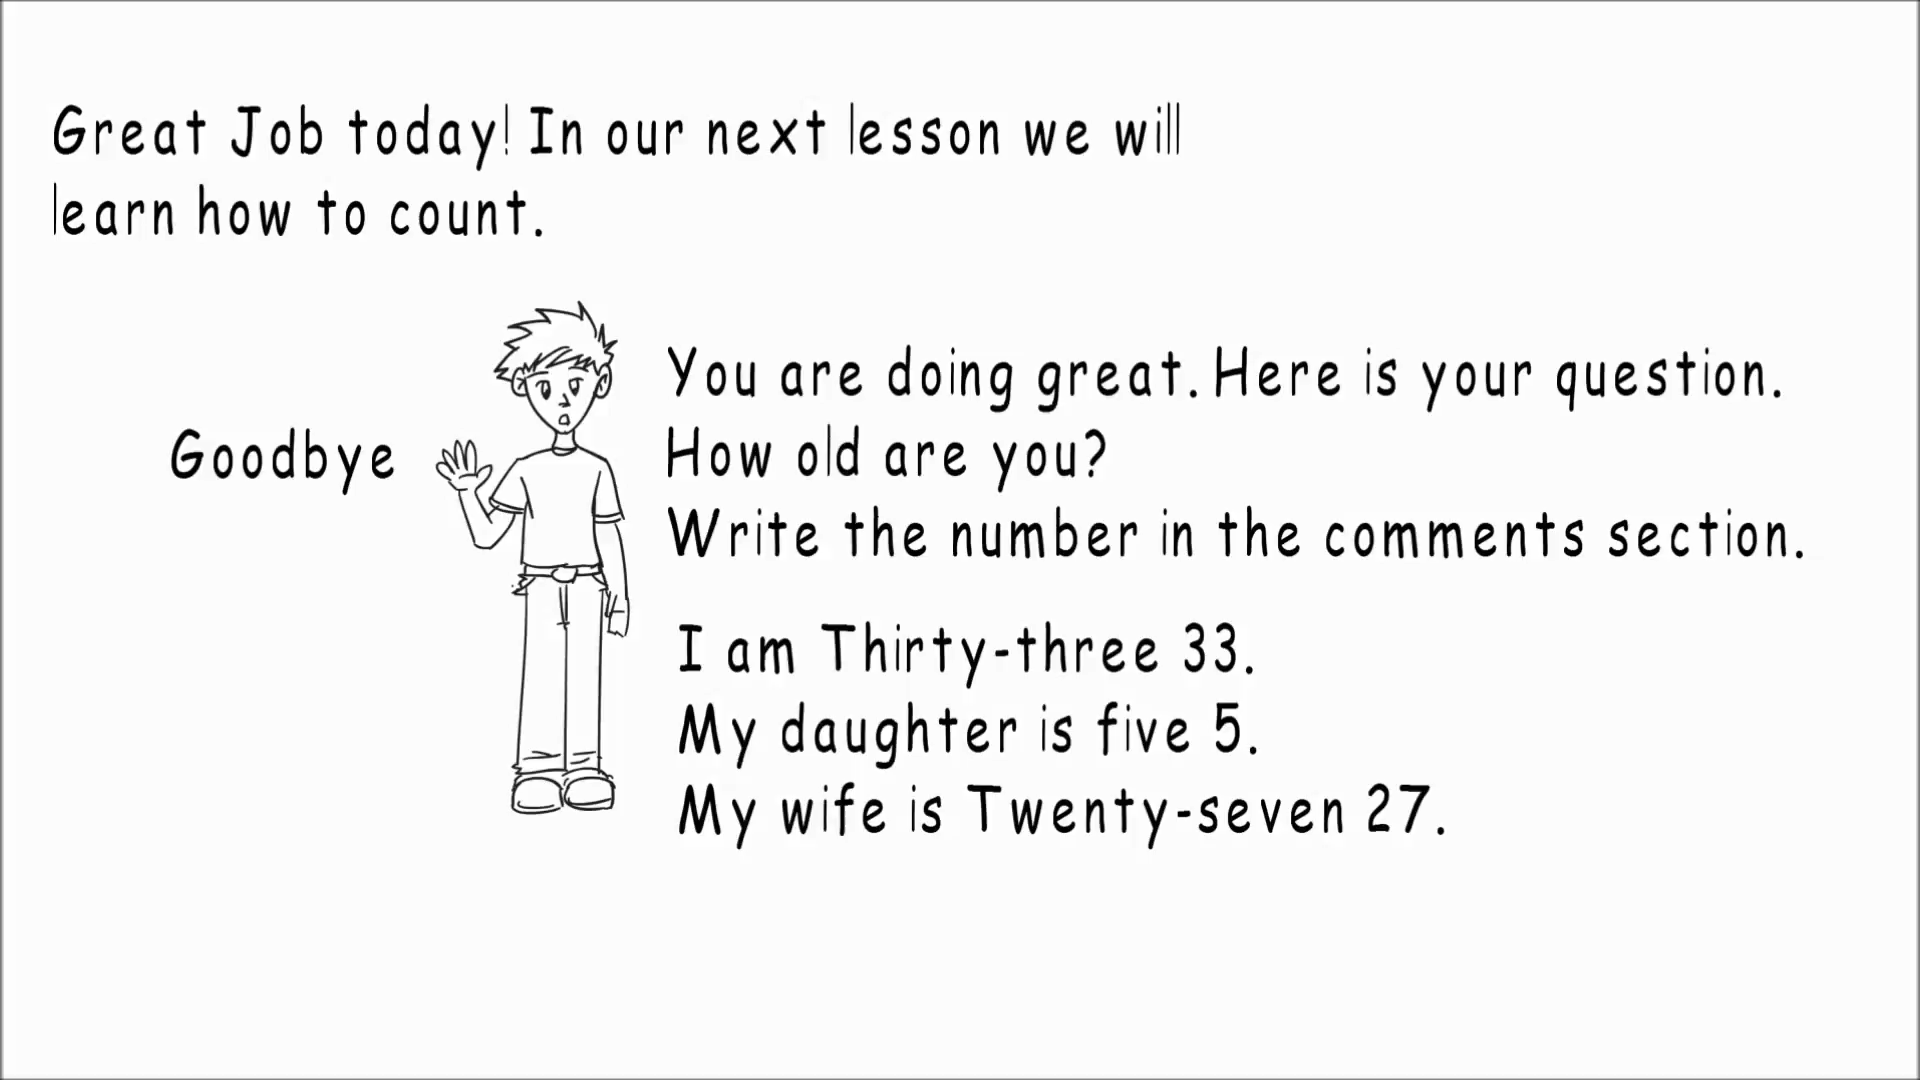 Great Job today! In our next lesson we will
learn how to count.
Goodbye
You are doing great. Here is your question.
How old are you?
Write the number in the comments section.
I am Thirty-three 33.
My daughter is five 5.
My wife is Twenty-seven 27.